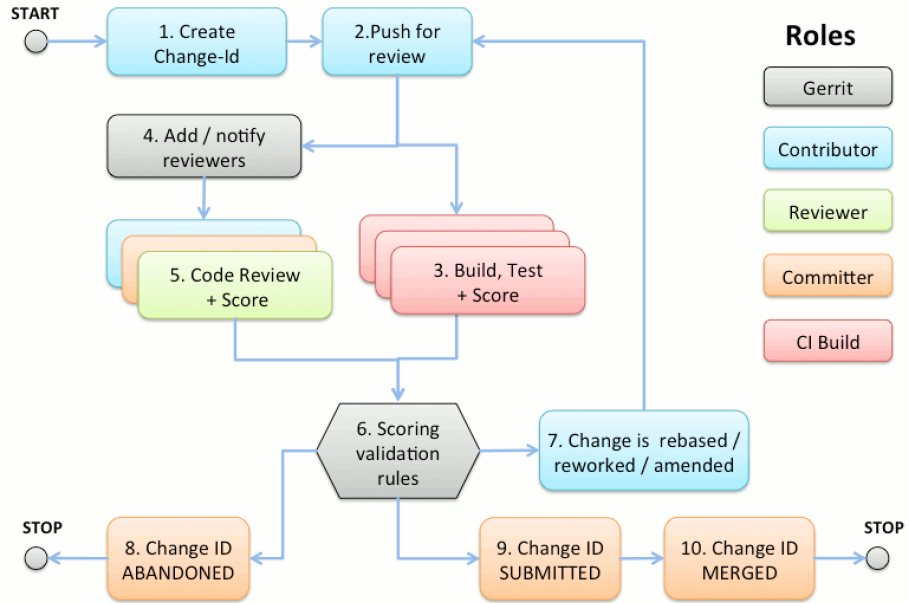 START
1. Create
Change-Id
2.Push for
review
Roles
Gerrit
4. Add / notify
reviewers
Contributor
Reviewer
5. Code Review
+ Score
3. Build, Test
+ Score
Committer
CI Build
6. Scoring
validation
rules
7. Change is rebased /
reworked / amended
STOP
8. Change ID
ABANDONED
9. Change ID
SUBMITTED
10. Change ID
MERGED
STOP